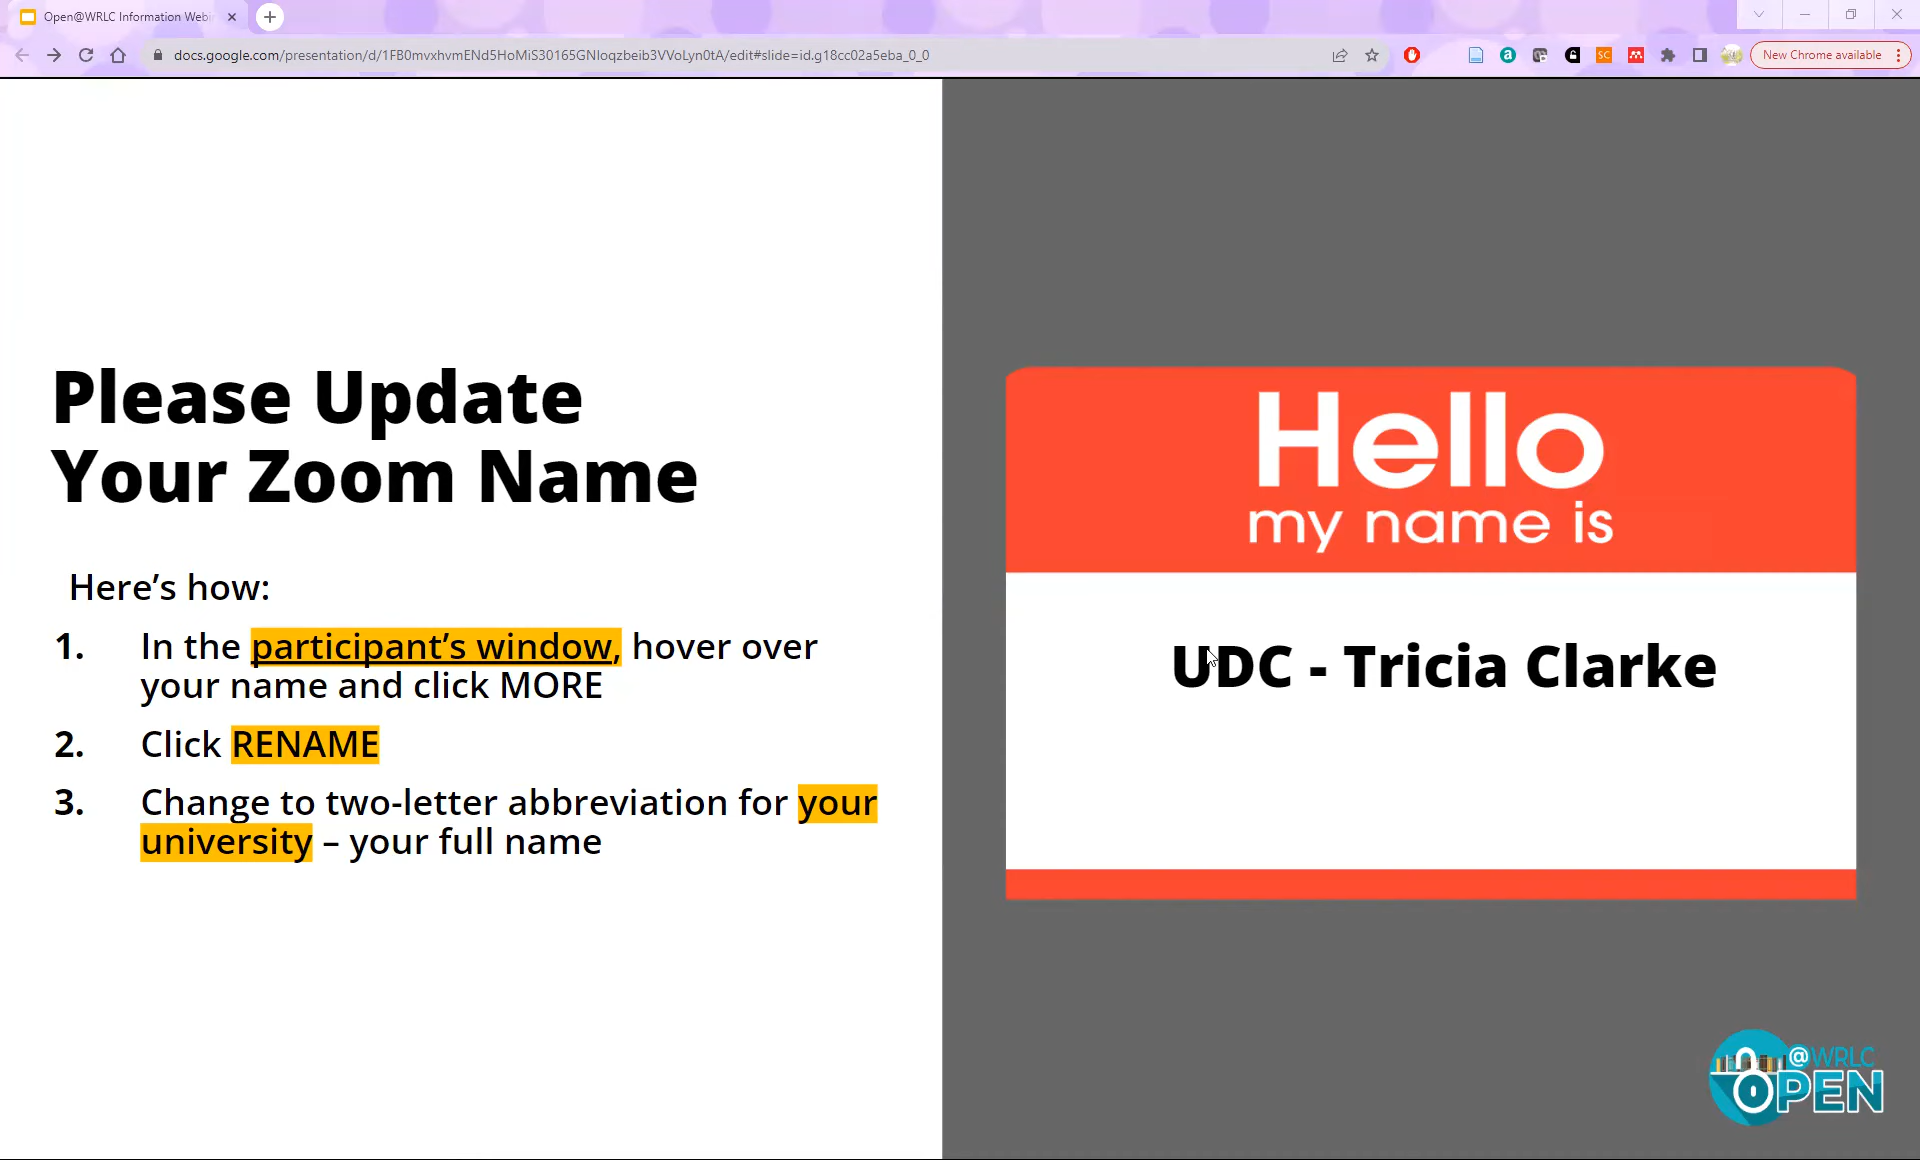 Open@WRLC Information Webi
docs.google.com/presentation/d/1FB0mvxhvmENd5HoMiS30165GNIoqzbeib3VVoLyn0tA/edit#slide=id.g18cc02a5eba_0_0
New Chrome available
Please Update
Your Zoom Name
Here’s how:
1. In the participant’s window, hover over
your name and click MORE
2. Click RENAME
3. Change to two-letter abbreviation for your
university – your full name
Hello
my name is
UDC - Tricia Clarke
@WRLC
OPEN